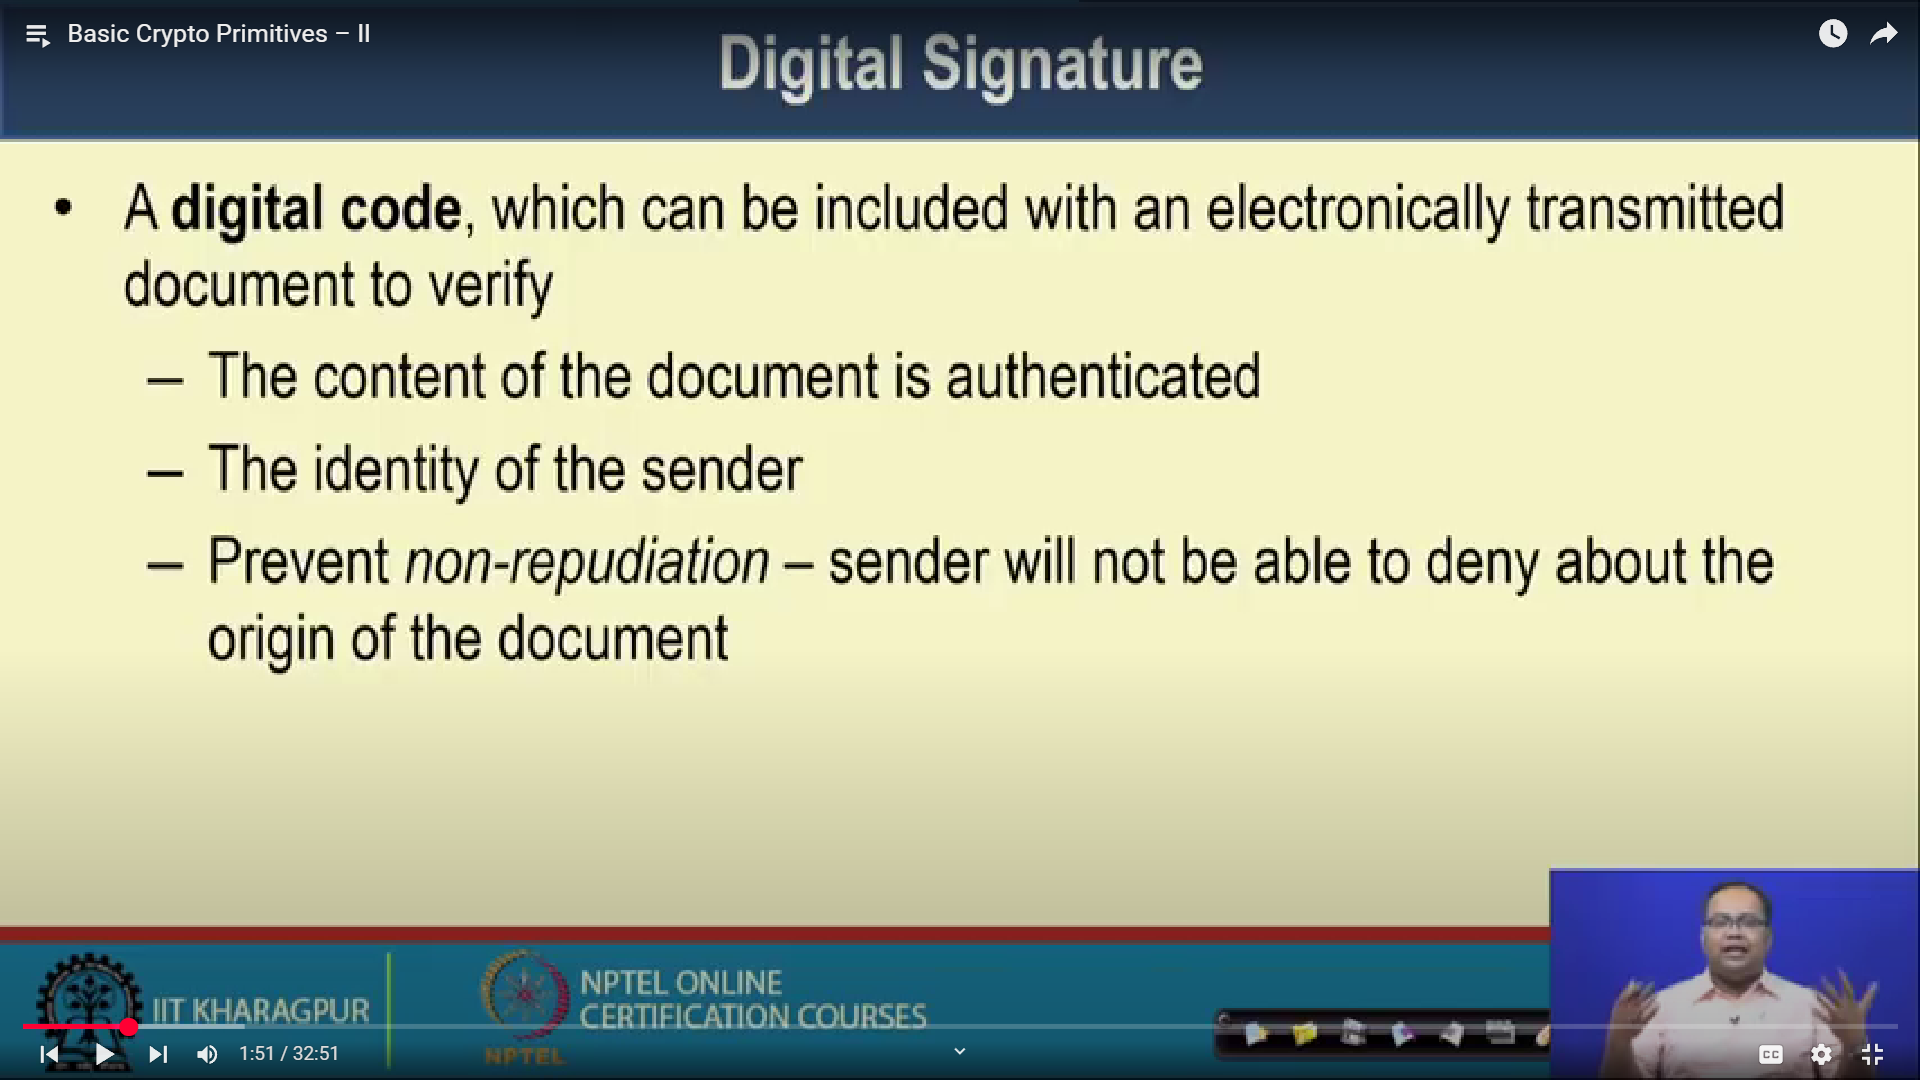 Basic Crypto Primitives – II
Digital Signature
• A digital code, which can be included with an electronically transmitted
document to verify
– The content of the document is authenticated
– The identity of the sender
– Prevent non-repudiation – sender will not be able to deny about the
origin of the document
IIT KHARAGPUR
NPTEL
NPTEL ONLINE
CERTIFICATION COURSES
1:51 / 32:51
CC